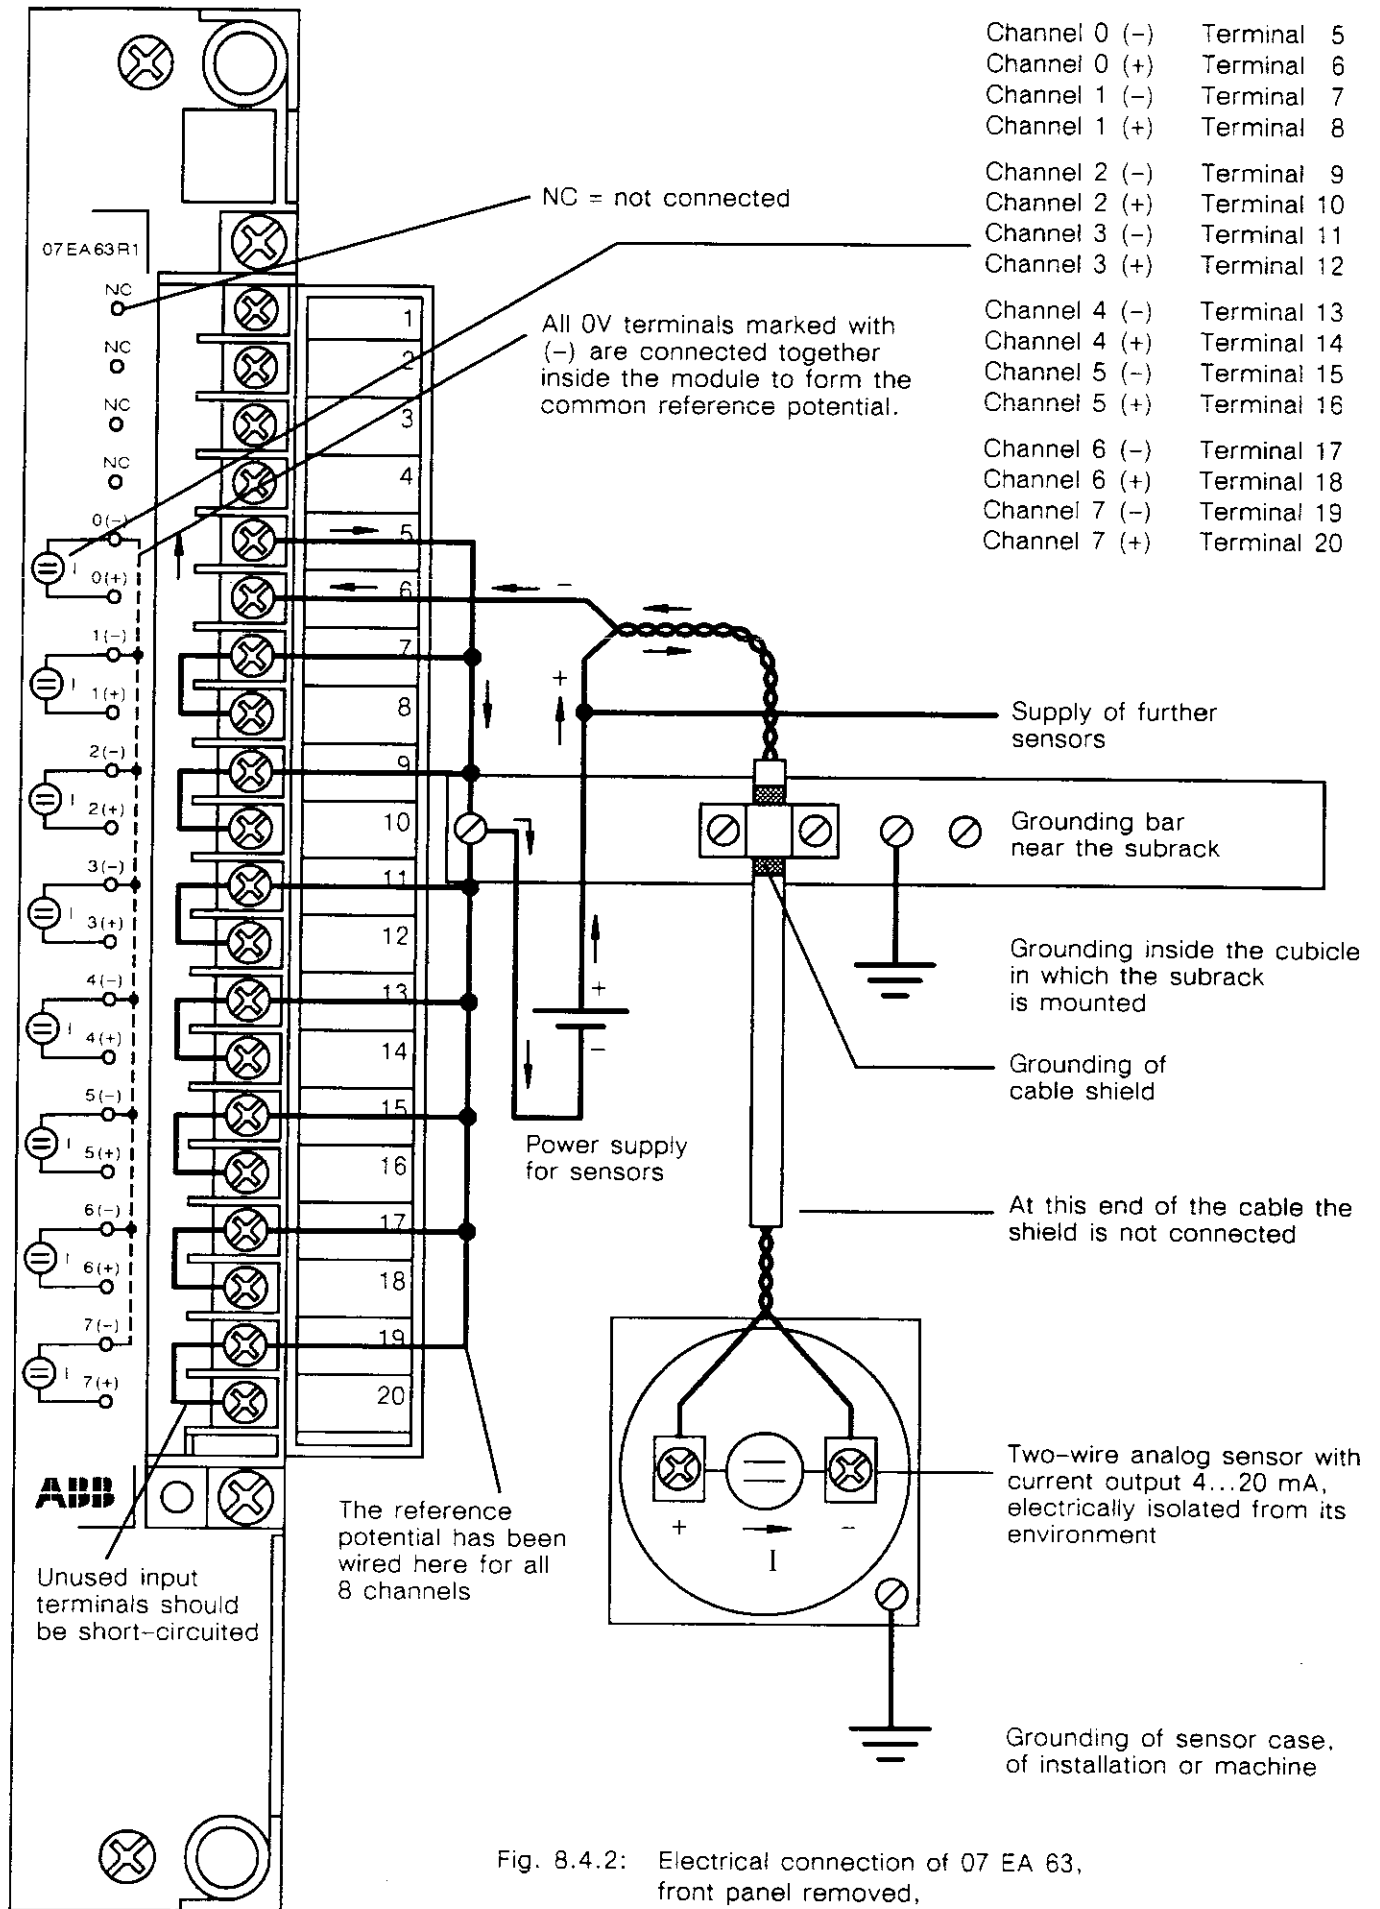 Channel 0 (-) Terminal 5
Channel 0 (+) Terminal 6
Channel 1 (-) Terminal 7
Channel 1 (+) Terminal 8
Channel 2 (-) Terminal 9
Channel 2 (+) Terminal 10
Channel 3 (-) Terminal 11
Channel 3 (+) Terminal 12
Channel 4 (-) Terminal 13
Channel 4 (+) Terminal 14
Channel 5 (-) Terminal 15
Channel 5 (+) Terminal 16
Channel 6 (-) Terminal 17
Channel 6 (+) Terminal 18
Channel 7 (-) Terminal 19
Channel 7 (+) Terminal 20
NC = not connected
All 0V terminals marked with
(-) are connected together
inside the module to form the
common reference potential.
07EA63R1
NC
NC
NC
NC
0(-)
I
0(+)
1(-)
I
1(+)
2(-)
I
2(+)
3(-)
I
3(+)
4(-)
I
4(+)
5(-)
I
5(+)
6(-)
I
6(+)
7(-)
I
7(+)
1
2
3
4
5
6
7
8
9
10
11
12
13
14
15
16
17
18
19
20
-
+
+
-
Supply of further
sensors
Grounding bar
near the subrack
Grounding inside the cubicle
in which the subrack
is mounted
Grounding of
cable shield
Power supply
for sensors
At this end of the cable the
shield is not connected
Two-wire analog sensor with
current output 4...20 mA,
electrically isolated from its
environment
+
-
I
ABB
The reference
potential has been
wired here for all
8 channels
Unused input
terminals should
be short-circuited
Grounding of sensor case,
of installation or machine
Fig. 8.4.2: Electrical connection of 07 EA 63,
front panel removed,